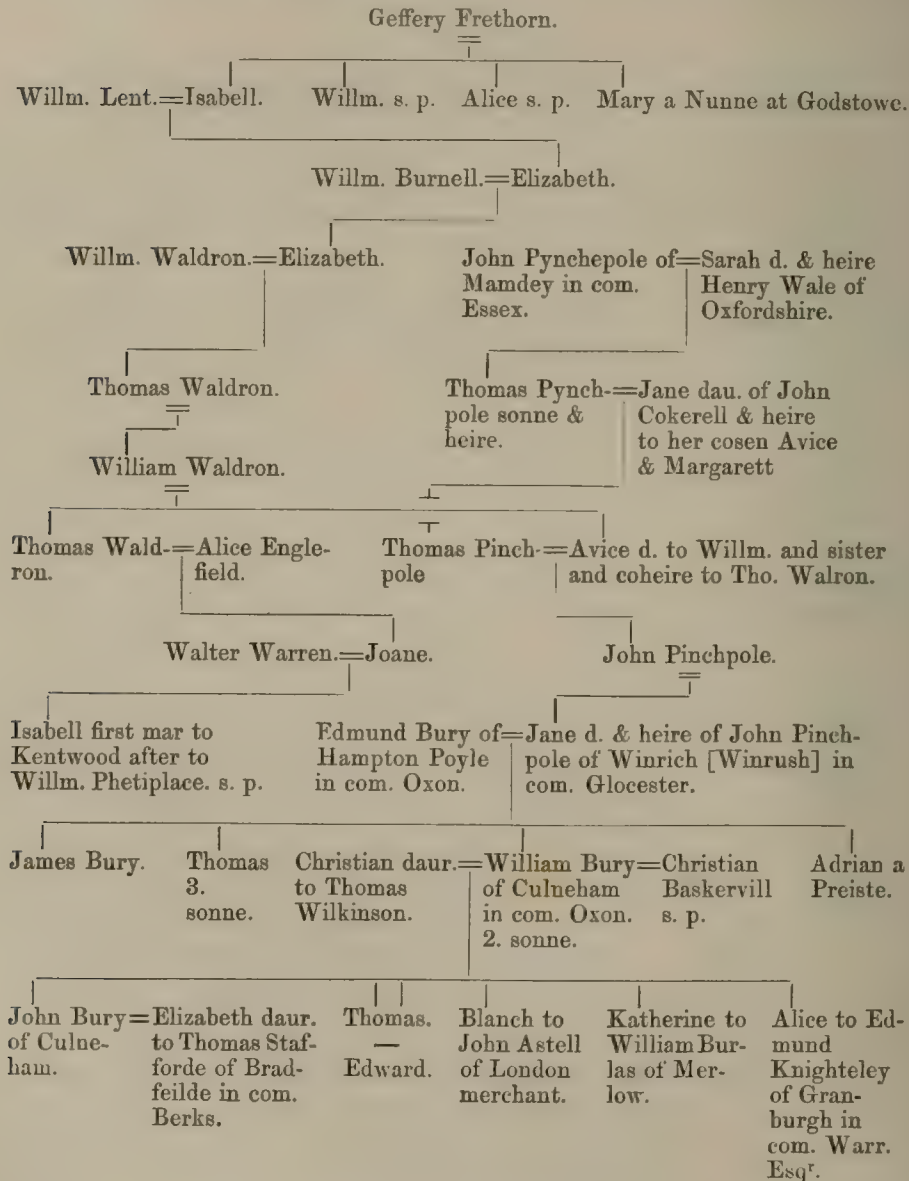 Geffery Frethorn.
Willm. Lent.=Isabell. Willm. s. p. Alice s. p. Mary a Nunne at Godstowe.
Willm. Burnell.=Elizabeth.
Willm. Waldron.=Elizabeth. John Pynchepole of=Sarah d. & heire
Mamdey in com. Henry Wale of
Essex. Oxfordshire.
Thomas Waldron. Thomas Pynch-=Jane dau. of John
pole sonne & Cokerell & heire
heire. to her cosen Avice
William Waldron. & Margarett
Thomas Wald-=Alice Engle- Thomas Pinch-=Avice d. to Willm. and sister
ron. field. pole and coheire to Tho. Walron.
Walter Warren.=Joane. John Pinchpole.
Isabell first mar to Edmund Bury of=Jane d. & heire of John Pinch-
Kentwood after to Hampton Poyle pole of Winrich [Winrush] in
Willm. Phetiplace. s. p. in com. Oxon. com. Glocester.
James Bury. Thomas Christian daur.=William Bury=Christian Adrian a
3. to Thomas of Culneham Baskervill Preiste.
sonne. Wilkinson. in com. Oxon. s. p.
2. sonne.
John Bury=Elizabeth daur. Thomas. Blanch to Katherine to Alice to Ed-
of Culne- to Thomas Staf- — John Astell William Bur- mund
ham. forde of Brad- Edward. of London las of Mer- Knighteley
feilde in com. merchant. low. of Gran-
Berks. burgh in
com. Warr.
Esqr.